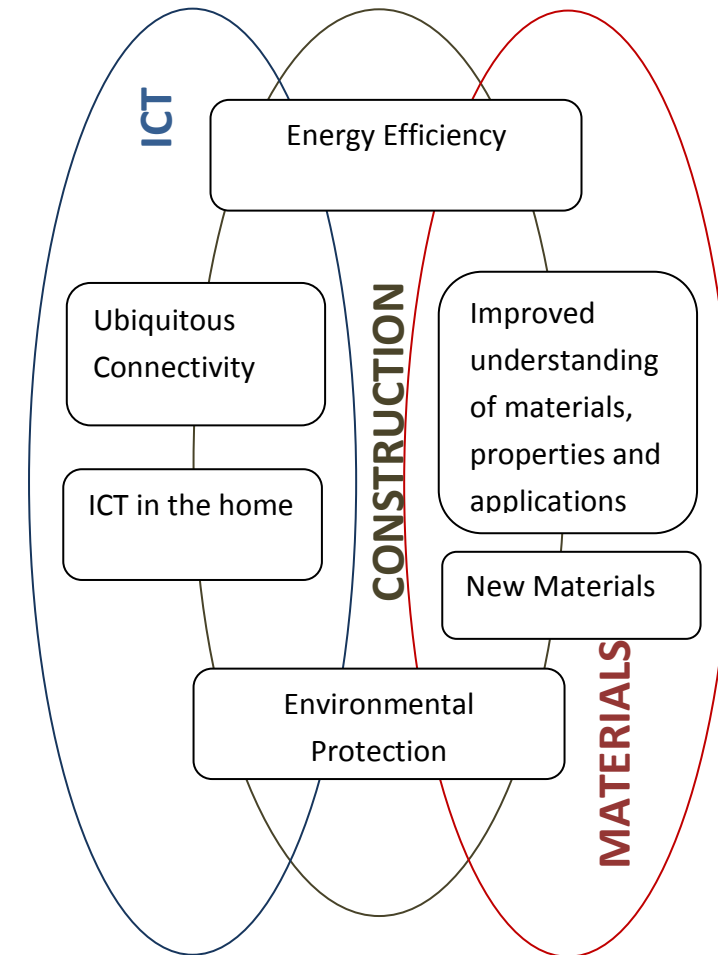 ICT
Energy Efficiency
Ubiquitous
Connectivity
ICT in the home
CONSTRUCTION
Improved
understanding
of materials,
properties and
applications
New Materials
Environmental
Protection
MATERIALS